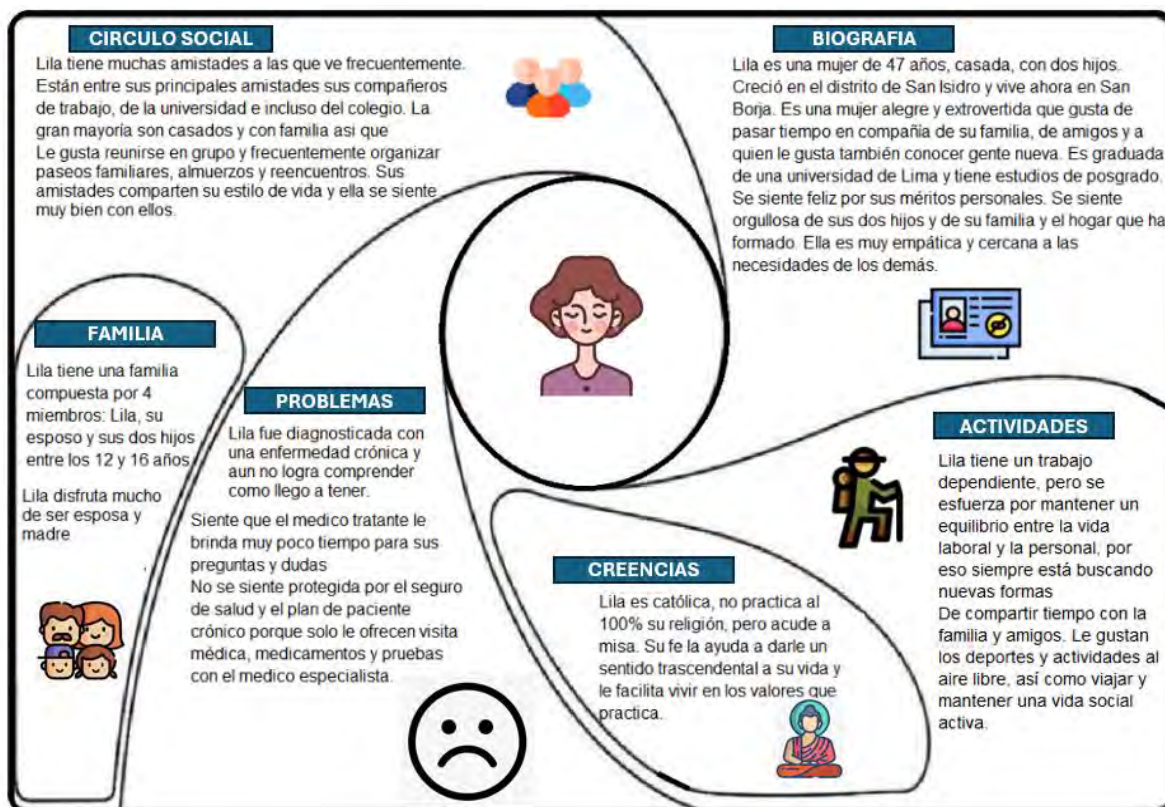 CIRCULO SOCIAL
Lila tiene muchas amistades a las que ve frecuentemente.
Están entre sus principales amistades sus compañeros
de trabajo, de la universidad e incluso del colegio. La
gran mayoría son casados y con familia asi que
Le gusta reunirse en grupo y frecuentemente organizar
paseos familiares, almuerzos y reencuentros. Sus
amistades comparten su estilo de vida y ella se siente
muy bien con ellos.
BIOGRAFIA
Lila es una mujer de 47 años, casada, con dos hijos.
Creció en el distrito de San Isidro y vive ahora en San
Borja. Es una mujer alegre y extrovertida que gusta de
pasar tiempo en compañía de su familia, de amigos y a
quien le gusta también conocer gente nueva. Es graduada
de una universidad de Lima y tiene estudios de posgrado.
Se siente feliz por sus méritos personales. Se siente
orgullosa de sus dos hijos y de su familia y el hogar que ha
formado. Ella es muy empática y cercana a las
necesidades de los demás.
FAMILIA
Lila tiene una familia
compuesta por 4
miembros: Lila, su
esposo y sus dos hijos
entre los 12 y 16 años
Lila disfruta mucho
de ser esposa y
madre
PROBLEMAS
Lila fue diagnosticada con
una enfermedad crónica y
aun no logra comprender
como llego a tener.
Siente que el medico tratante le
brinda muy poco tiempo para sus
preguntas y dudas
No se siente protegida por el seguro
de salud y el plan de paciente
crónico porque solo le ofrecen visita
médica, medicamentos y pruebas
con el medico especialista.
CREENCIAS
Lila es católica, no practica al
100% su religión, pero acude a
misa. Su fe la ayuda a darle un
sentido trascendental a su vida y
le facilita vivir en los valores que
practica.
ACTIVIDADES
Lila tiene un trabajo
dependiente, pero se
esfuerza por mantener un
equilibrio entre la vida
laboral y la personal, por
eso siempre está buscando
nuevas formas
De compartir tiempo con la
familia y amigos. Le gustan
los deportes y actividades al
aire libre, así como viajar y
mantener una vida social
activa.